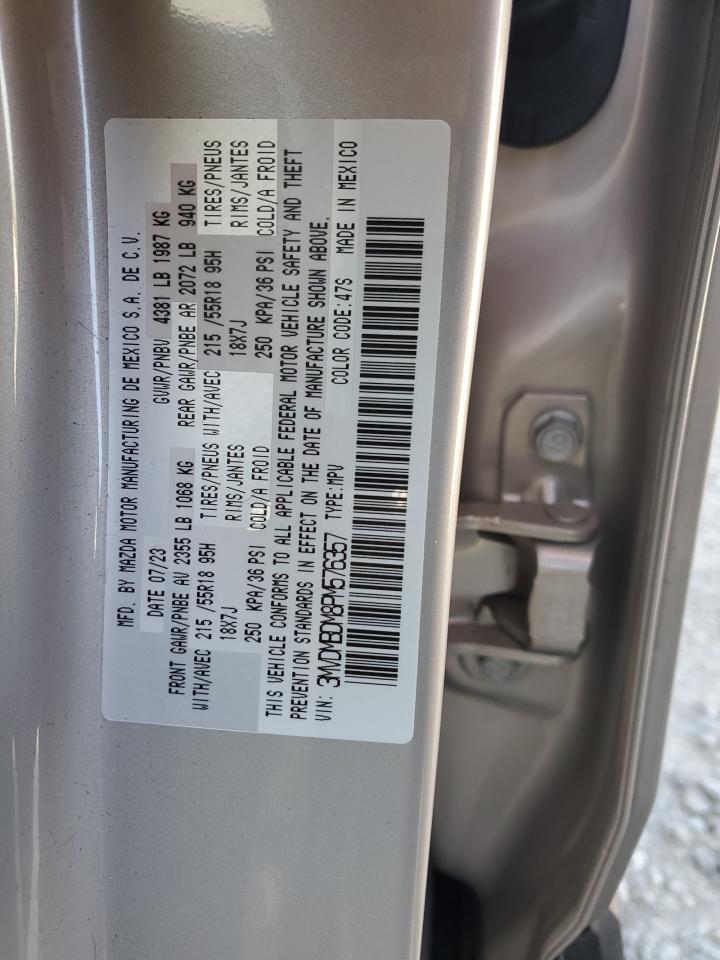 MFD. BY MAZDA MOTOR MANUFACTURING DE MEXICO S.A. DE C.V.
DATE 07/23 GVWR/PNBV 4381 LB 1987 KG
FRONT GAWR/PNBE AV 2355 LB 1068 KG REAR GAWR/PNBE AR 2072 LB 940 KG
WITH/AVEC 215 /55R18 95H TIRES/PNEUS WITH/AVEC 215 /55R18 95H TIRES/PNEUS
18X7J RIMS/JANTES 18X7J RIMS/JANTES
250 KPA/36 PSI COLD/A FROID 250 KPA/36 PSI COLD/A FROID
THIS VEHICLE CONFORMS TO ALL APPLICABLE FEDERAL MOTOR VEHICLE SAFETY AND THEFT
PREVENTION STANDARDS IN EFFECT ON THE DATE OF MANUFACTURE SHOWN ABOVE.
VIN: 3MVDMBDM8PM576357 TYPE:MPV COLOR CODE:47S MADE IN MEXICO